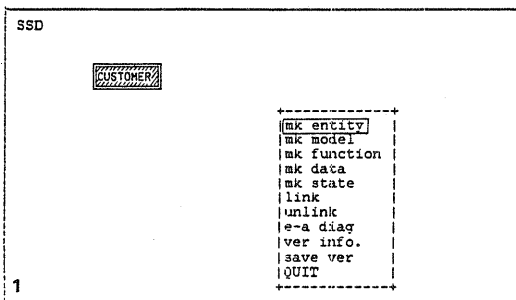 SSD
CUSTOMER
mk entity
mk model
mk function
mk data
mk state
link
unlink
e-a diag
ver info.
save ver
QUIT
1